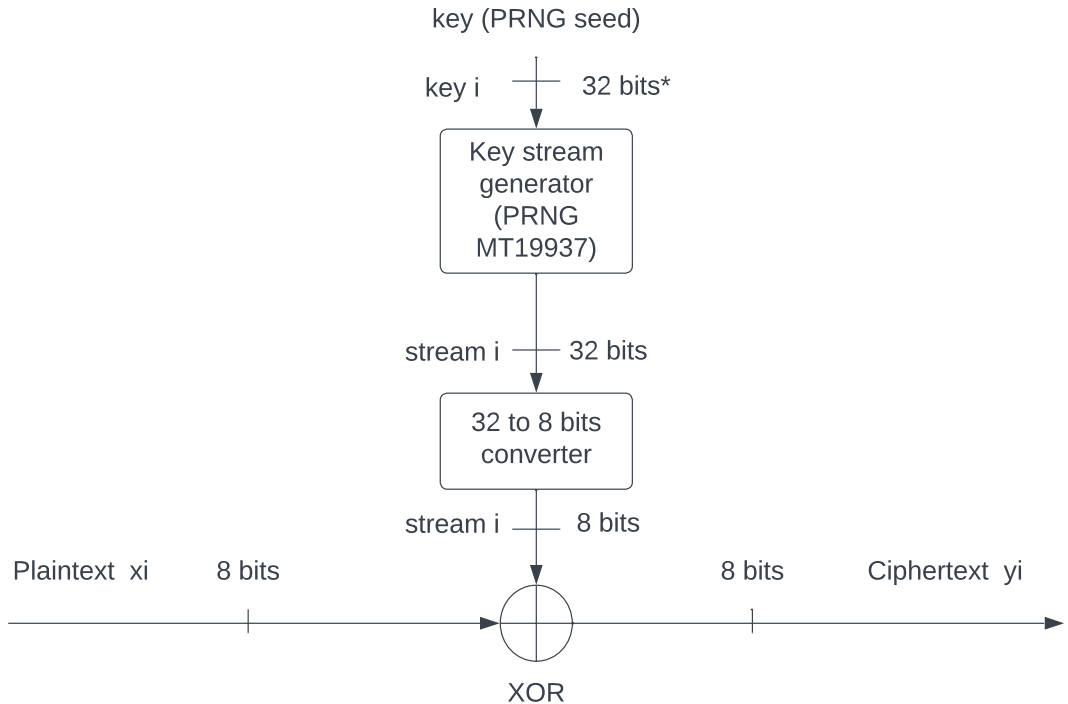 key (PRNG seed)
key i
32 bits*
Key stream
generator
(PRNG
MT19937)
stream i
32 bits
32 to 8 bits
converter
stream i
8 bits
Plaintext  xi
8 bits
8 bits
Ciphertext  yi
XOR